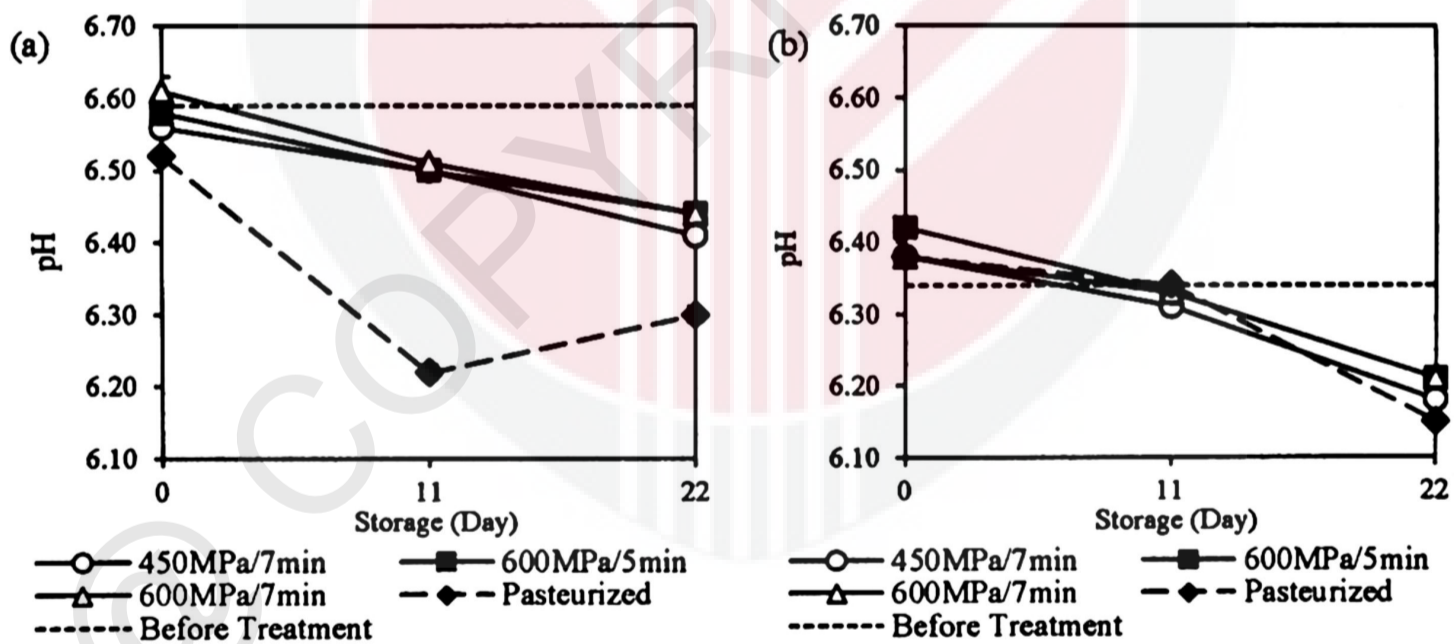 (a)
6.70
6.60
6.50
6.40
6.30
6.20
6.10
pH
0 11 22
Storage (Day)
450MPa/7min 600MPa/5min
600MPa/7min Pasteurized
Before Treatment
(b)
6.70
6.60
6.50
6.40
6.30
6.20
6.10
pH
0 11 22
Storage (Day)
450MPa/7min 600MPa/5min
600MPa/7min Pasteurized
Before Treatment
© COPYR